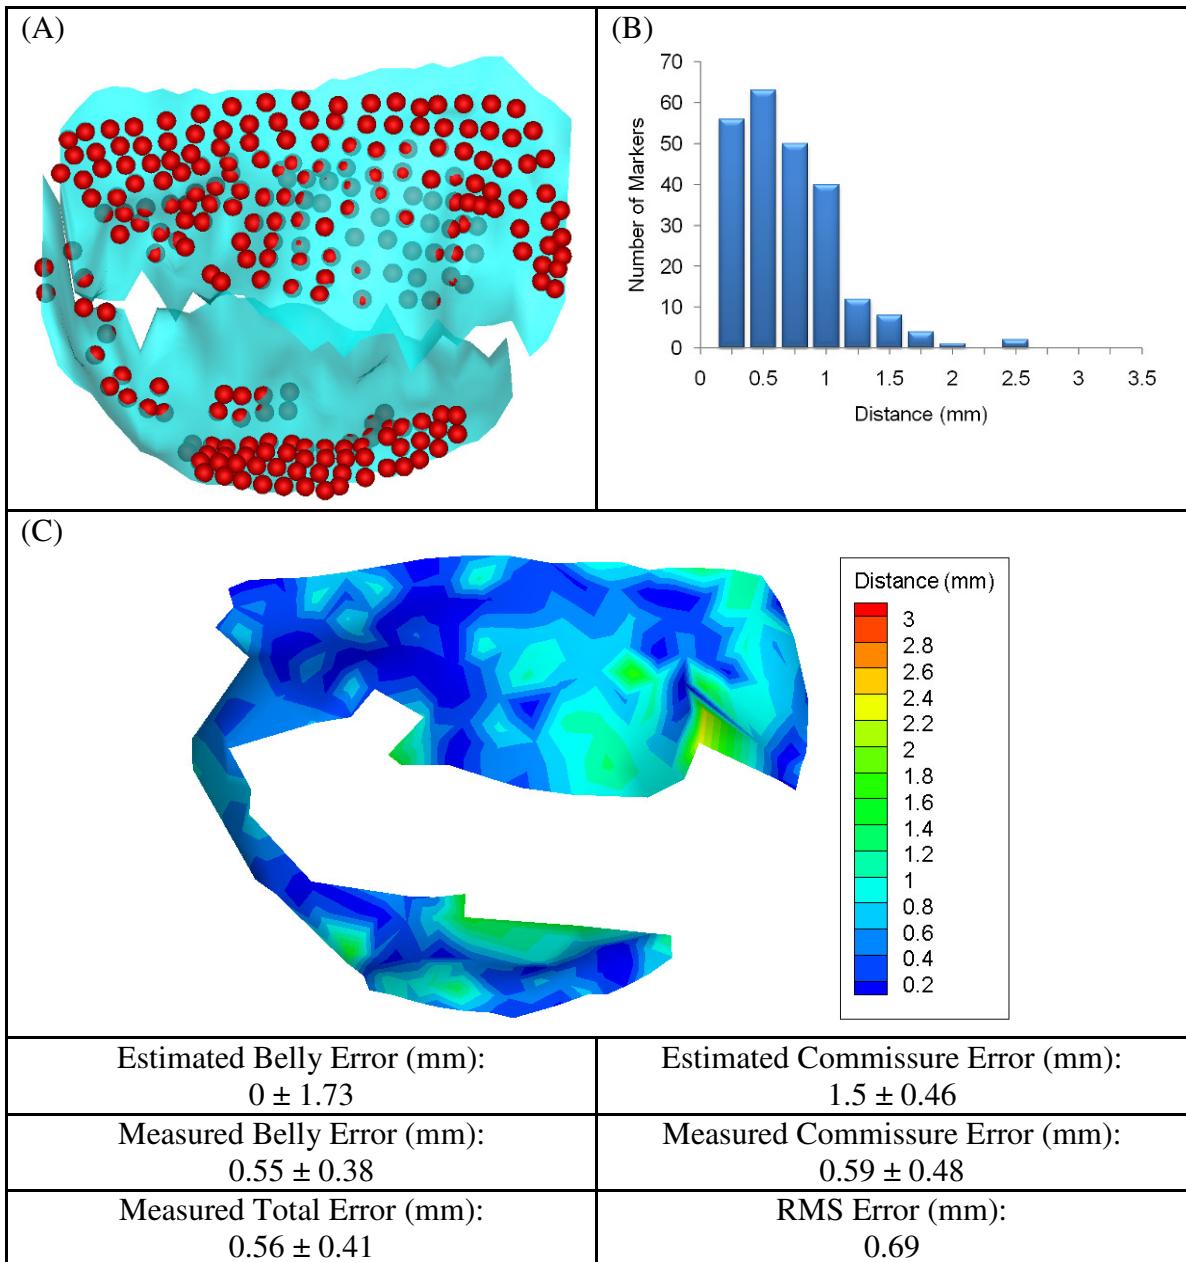 (A)
(B)
70
60
50
40
30
20
10
0
Number of Markers
0 0.5 1 1.5 2 2.5 3 3.5
Distance (mm)
(C)
Distance (mm)
3
2.8
2.6
2.4
2.2
2
1.8
1.6
1.4
1.2
1
0.8
0.6
0.4
0.2
Estimated Belly Error (mm):
0 ± 1.73
Estimated Commissure Error (mm):
1.5 ± 0.46
Measured Belly Error (mm):
0.55 ± 0.38
Measured Commissure Error (mm):
0.59 ± 0.48
Measured Total Error (mm):
0.56 ± 0.41
RMS Error (mm):
0.69